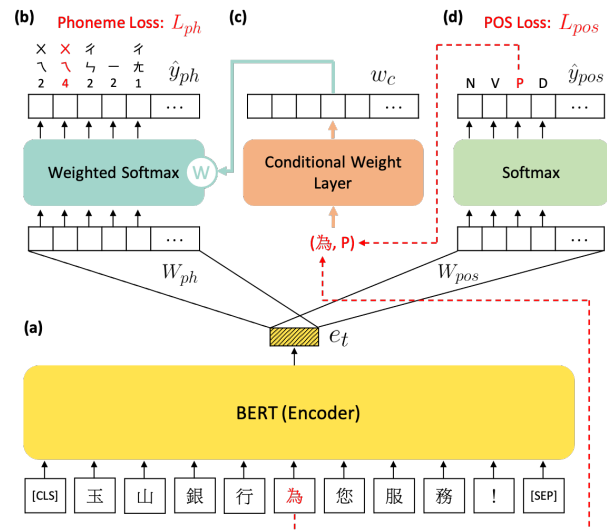 (b) Phoneme Loss: L_ph
(c)
(d) POS Loss: L_pos
ㄨ ㄨ ㄔ ㄔ
ㄟ ㄟ ㄣ ㄧ ㄤ
2 4 2 2 1
ŷ_ph
w_c
N V P D
ŷ_pos
...
...
...
Weighted Softmax
W
Conditional Weight
Layer
Softmax
...
(為, P)
...
W_ph
W_pos
(a)
e_t
BERT (Encoder)
[CLS] 玉 山 銀 行 為 您 服 務 ! [SEP]